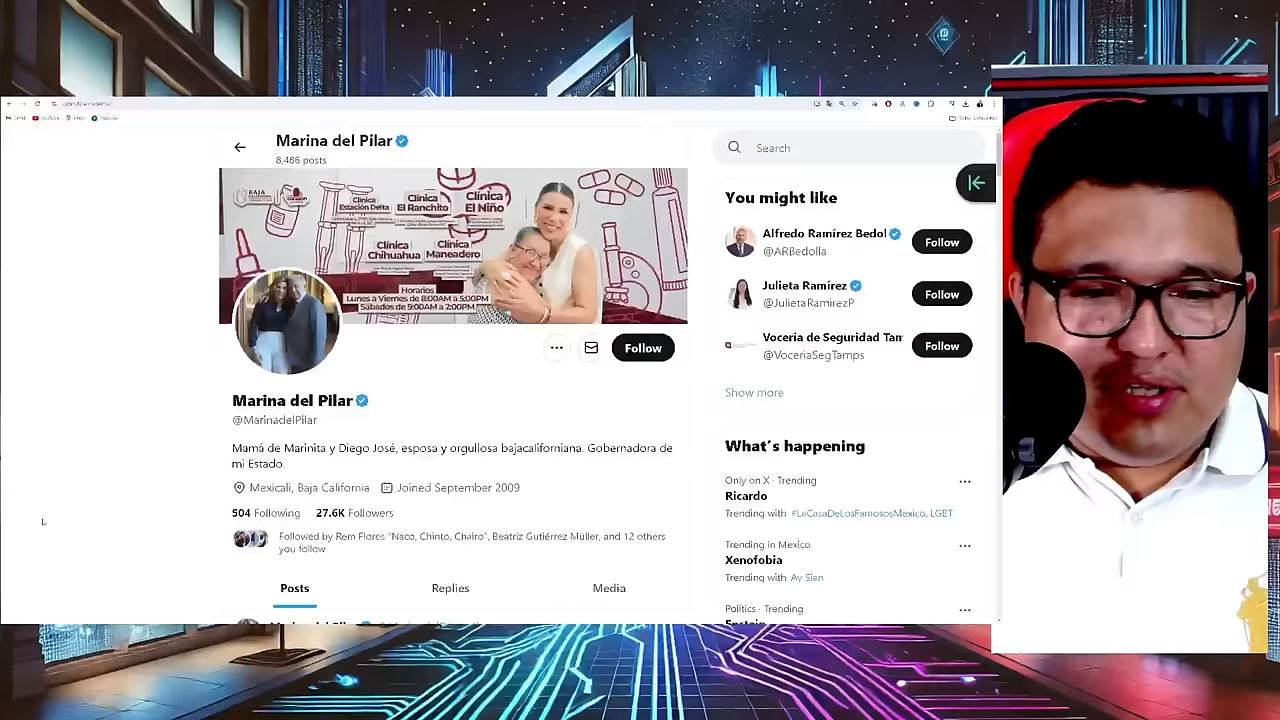 Marina del Pilar
8,486 posts
Search
BAJA
Clínica
Estación Delta
Clínica
El Ranchito
Clínica
El Niño
Clínica
Chihuahua
Clínica
Maneadero
Horarios
Lunes a Viernes de 8:00AM a 5:00PM
Sábados de 9:00AM a 2:00PM
Follow
Marina del Pilar
@MarinadelPilar
Mamá de Marinita y Diego José, esposa y orgullosa bajacaliforniana. Gobernadora de
mi Estado.
Mexicali, Baja California Joined September 2009
504 Following 27.6K Followers
Followed by Rem Flores "Naco, Chinto, Chairo", Beatriz Gutiérrez Müller, and 12 others
you follow
Posts Replies Media
You might like
Alfredo Ramírez Bedol
@ARBedolla
Follow
Julieta Ramírez
@JulietaRamirezP
Follow
Vocería de Seguridad Tam
@VoceriaSegTamps
Follow
Show more
What's happening
Only on X · Trending
Ricardo
Trending with #LaCasaDeLosFamososMexico, LGBT
Trending in Mexico
Xenofobia
Trending with Ay Sian
Politics · Trending
Epstein